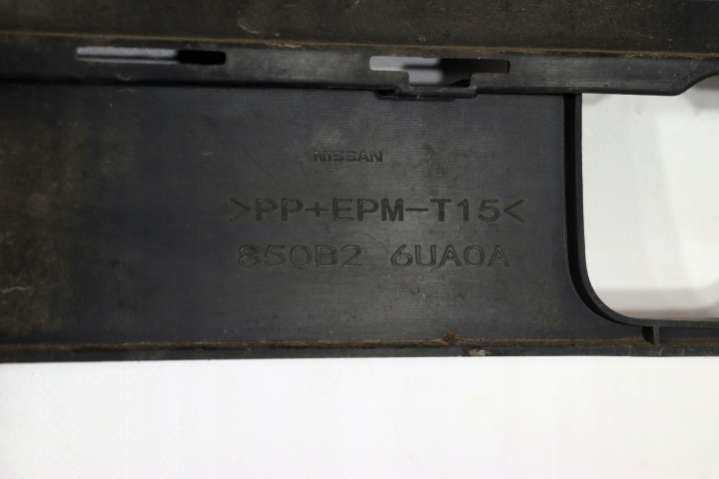 NISSAN
>PP+EPM-T15<
850B2 6UA0A